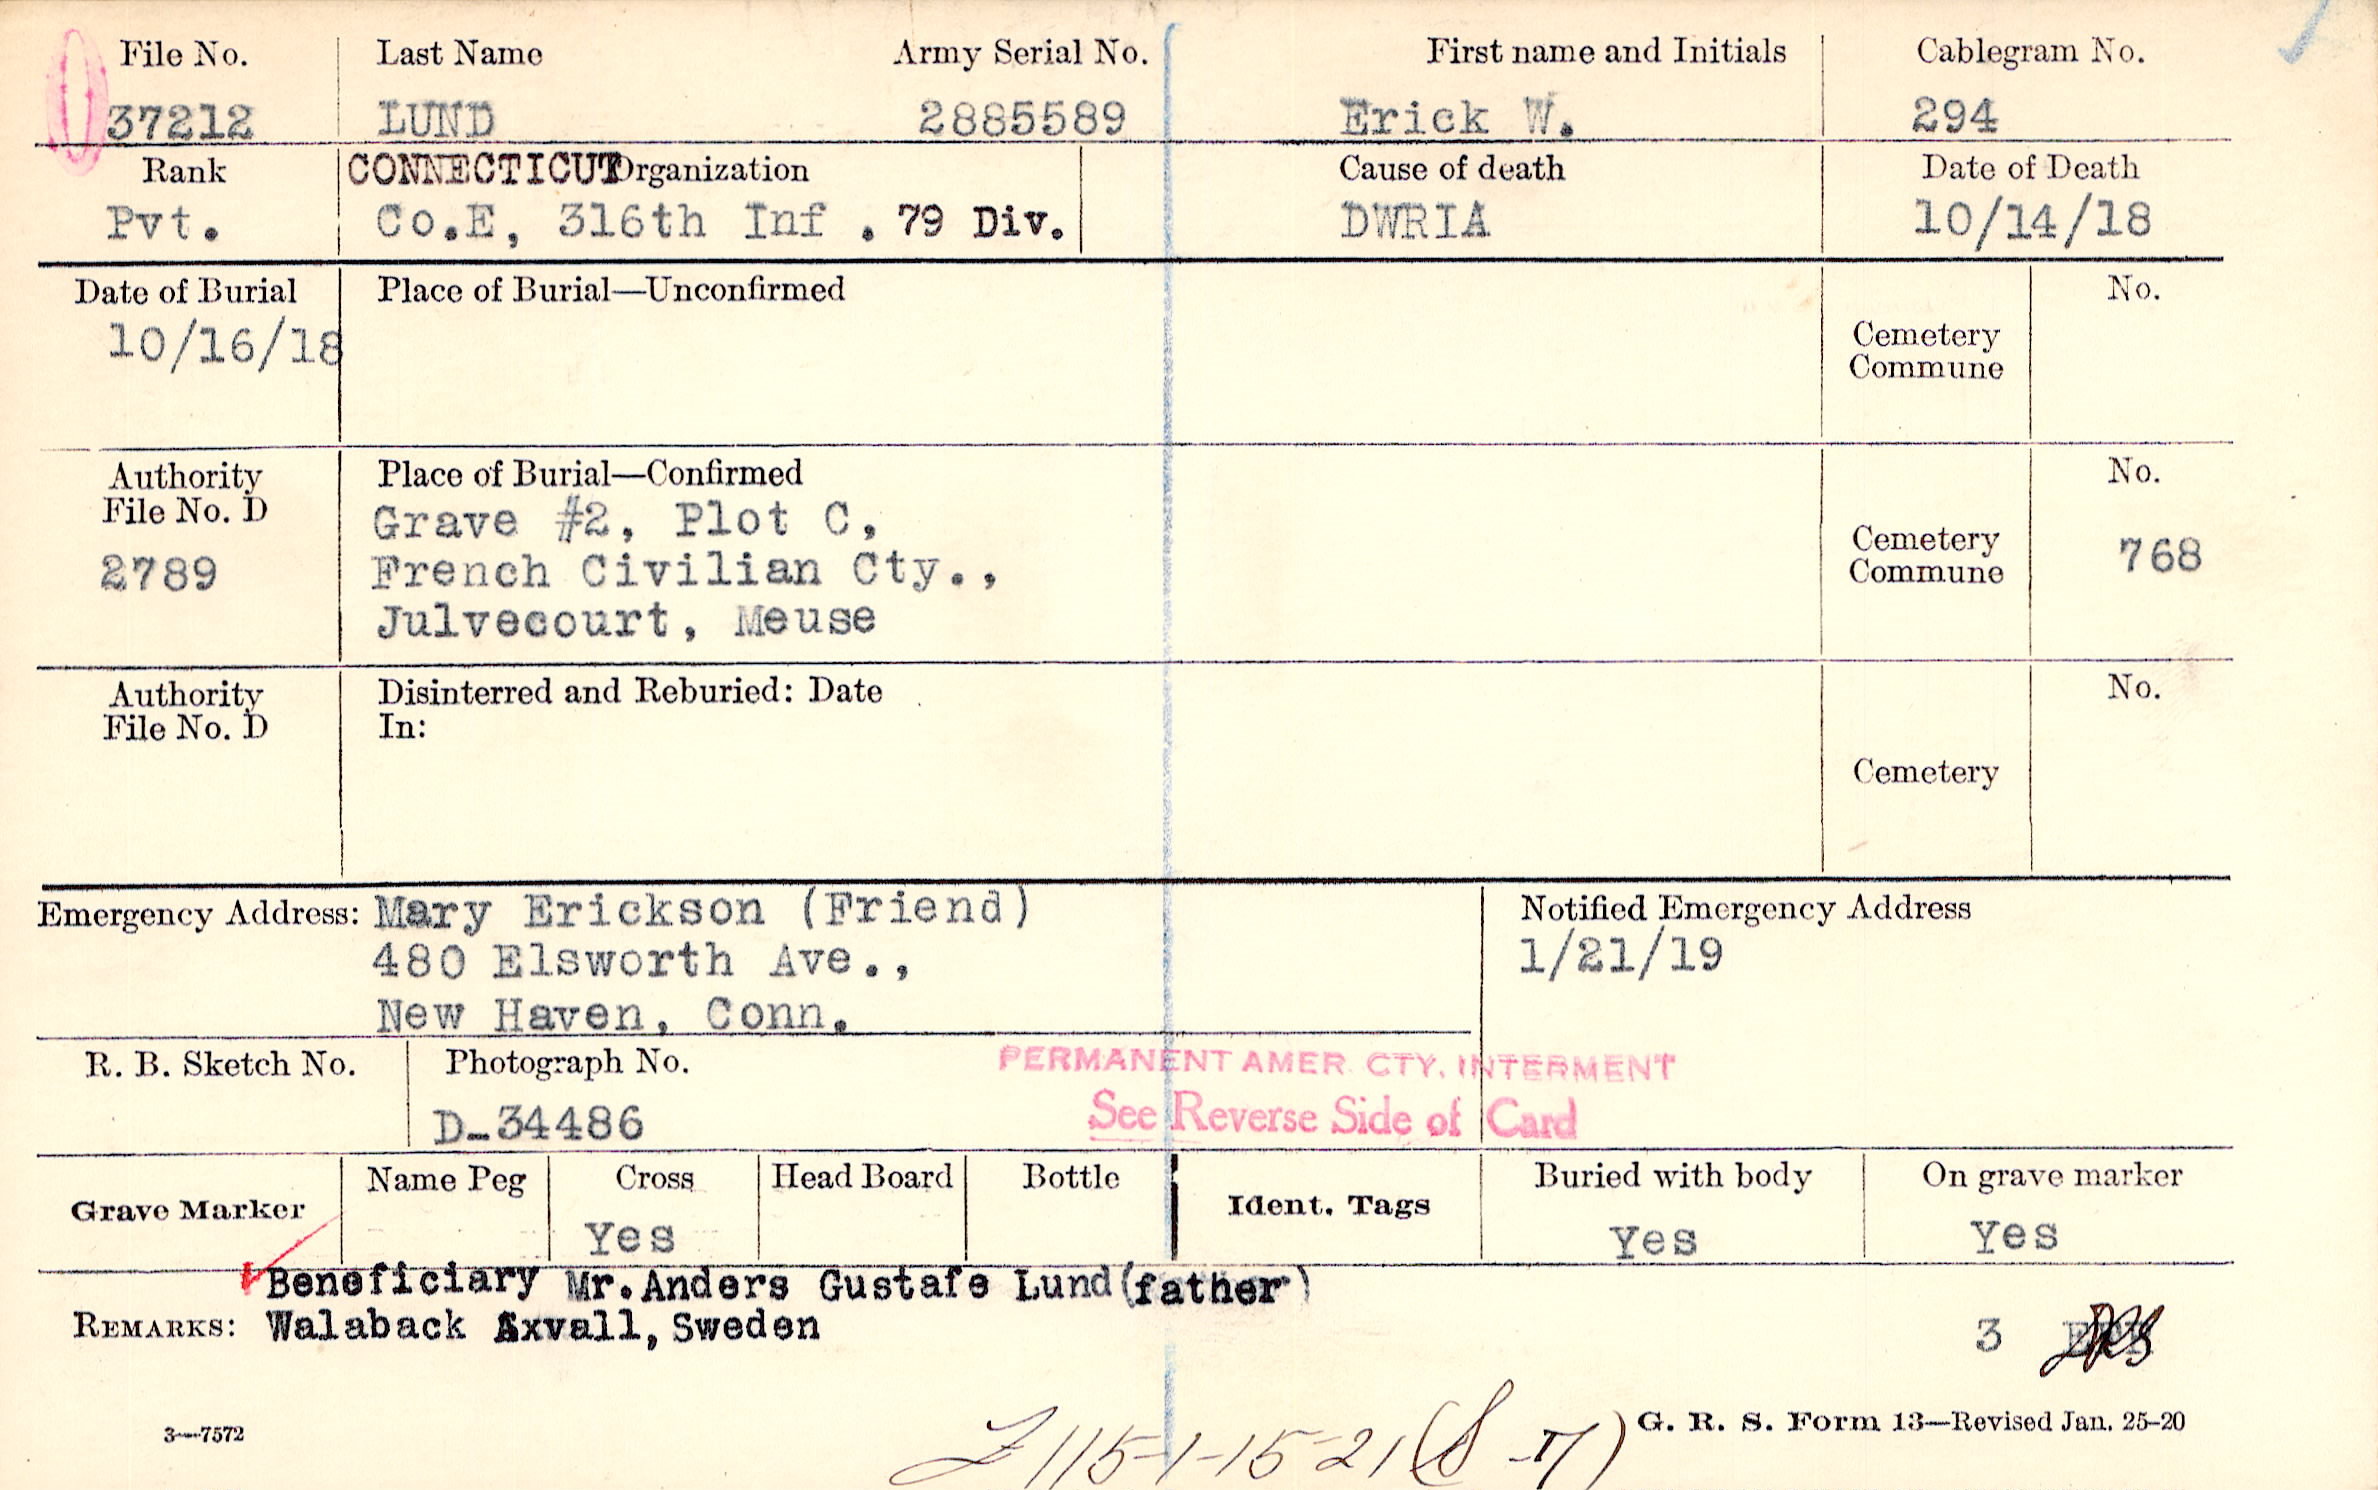 File No. Last Name Army Serial No. First name and Initials Cablegram No.
37212 LUND 2885589 Erick W. 294
Rank CONNECTICUT Organization Cause of death Date of Death
Pvt. Co.E, 316th Inf . 79 Div. DWRIA 10/14/18
Date of Burial Place of Burial—Unconfirmed No.
10/16/18 Cemetery
Commune
Authority Place of Burial—Confirmed No.
File No. D Grave #2, Plot C,
2789 French Civilian Cty., Cemetery 768
Commune
Julvecourt, Meuse
Authority Disinterred and Reburied: Date No.
File No. D In:
Cemetery
Emergency Address: Mary Erickson (Friend) Notified Emergency Address
480 Elsworth Ave., 1/21/19
New Haven, Conn.
R. B. Sketch No. Photograph No. PERMANENT AMER. CTY. INTERMENT
D-34486 See Reverse Side of Card
Grave Marker Name Peg Cross Head Board Bottle Ident. Tags Buried with body On grave marker
Yes Yes Yes
Beneficiary Mr.Anders Gustafe Lund(father)
REMARKS: Walaback Axvall, Sweden 3
3—7572 115-1-15-21 G. R. S. Form 13—Revised Jan. 25-20